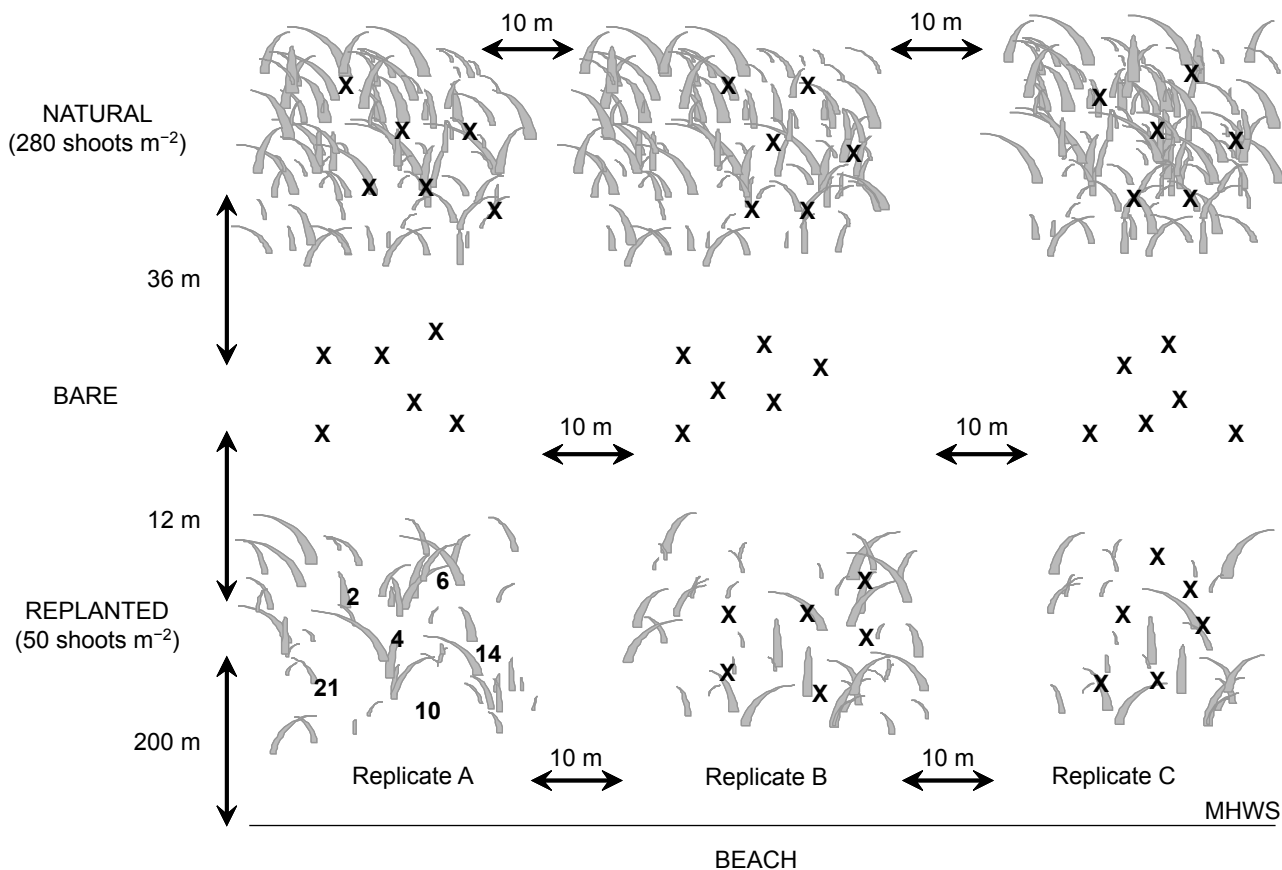 10 m
10 m
X X X X
X X
NATURAL
(280 shoots m⁻²)
X X X X X X X
X X X X X X X
36 m
X X X X X X X
X X
BARE
X X X X X X
X X X
10 m
10 m
12 m
X
6
X
2
X
REPLANTED
(50 shoots m⁻²)
X X X
4
X X
14
21
X X X
10
X
200 m
10 m
10 m
Replicate A
Replicate B
Replicate C
MHWS
BEACH